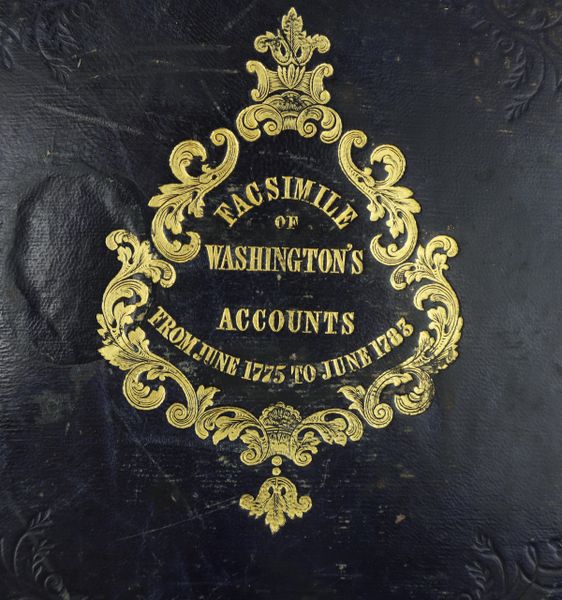 FACSIMILE
OF
WASHINGTON'S
ACCOUNTS
FROM JUNE 1775 TO JUNE 1783